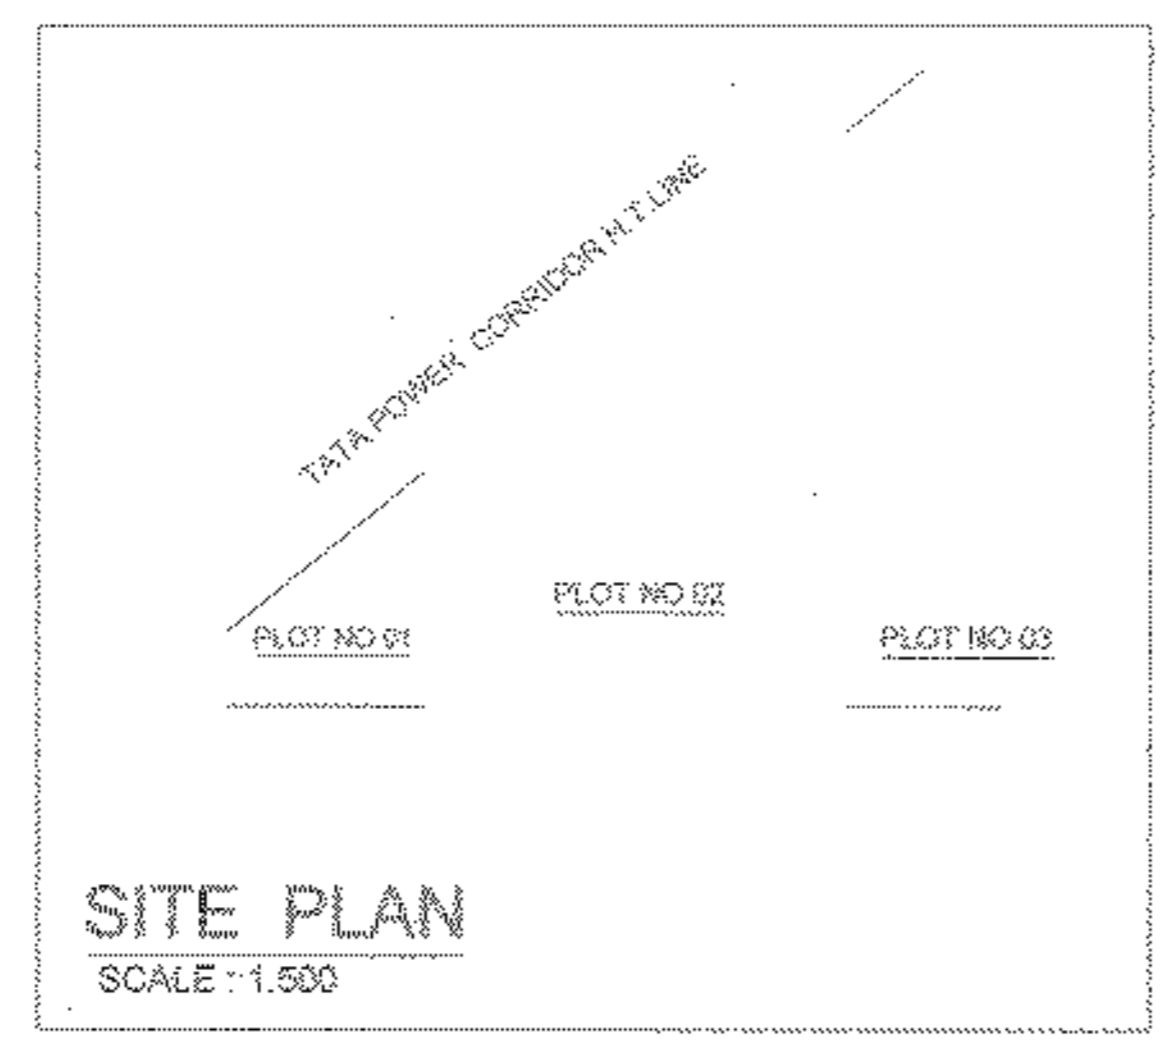 TATA POWER CORRIDOR H.T.LINE
PLOT NO 02
PLOT NO 01
PLOT NO 03
SITE PLAN
SCALE :- 1.500